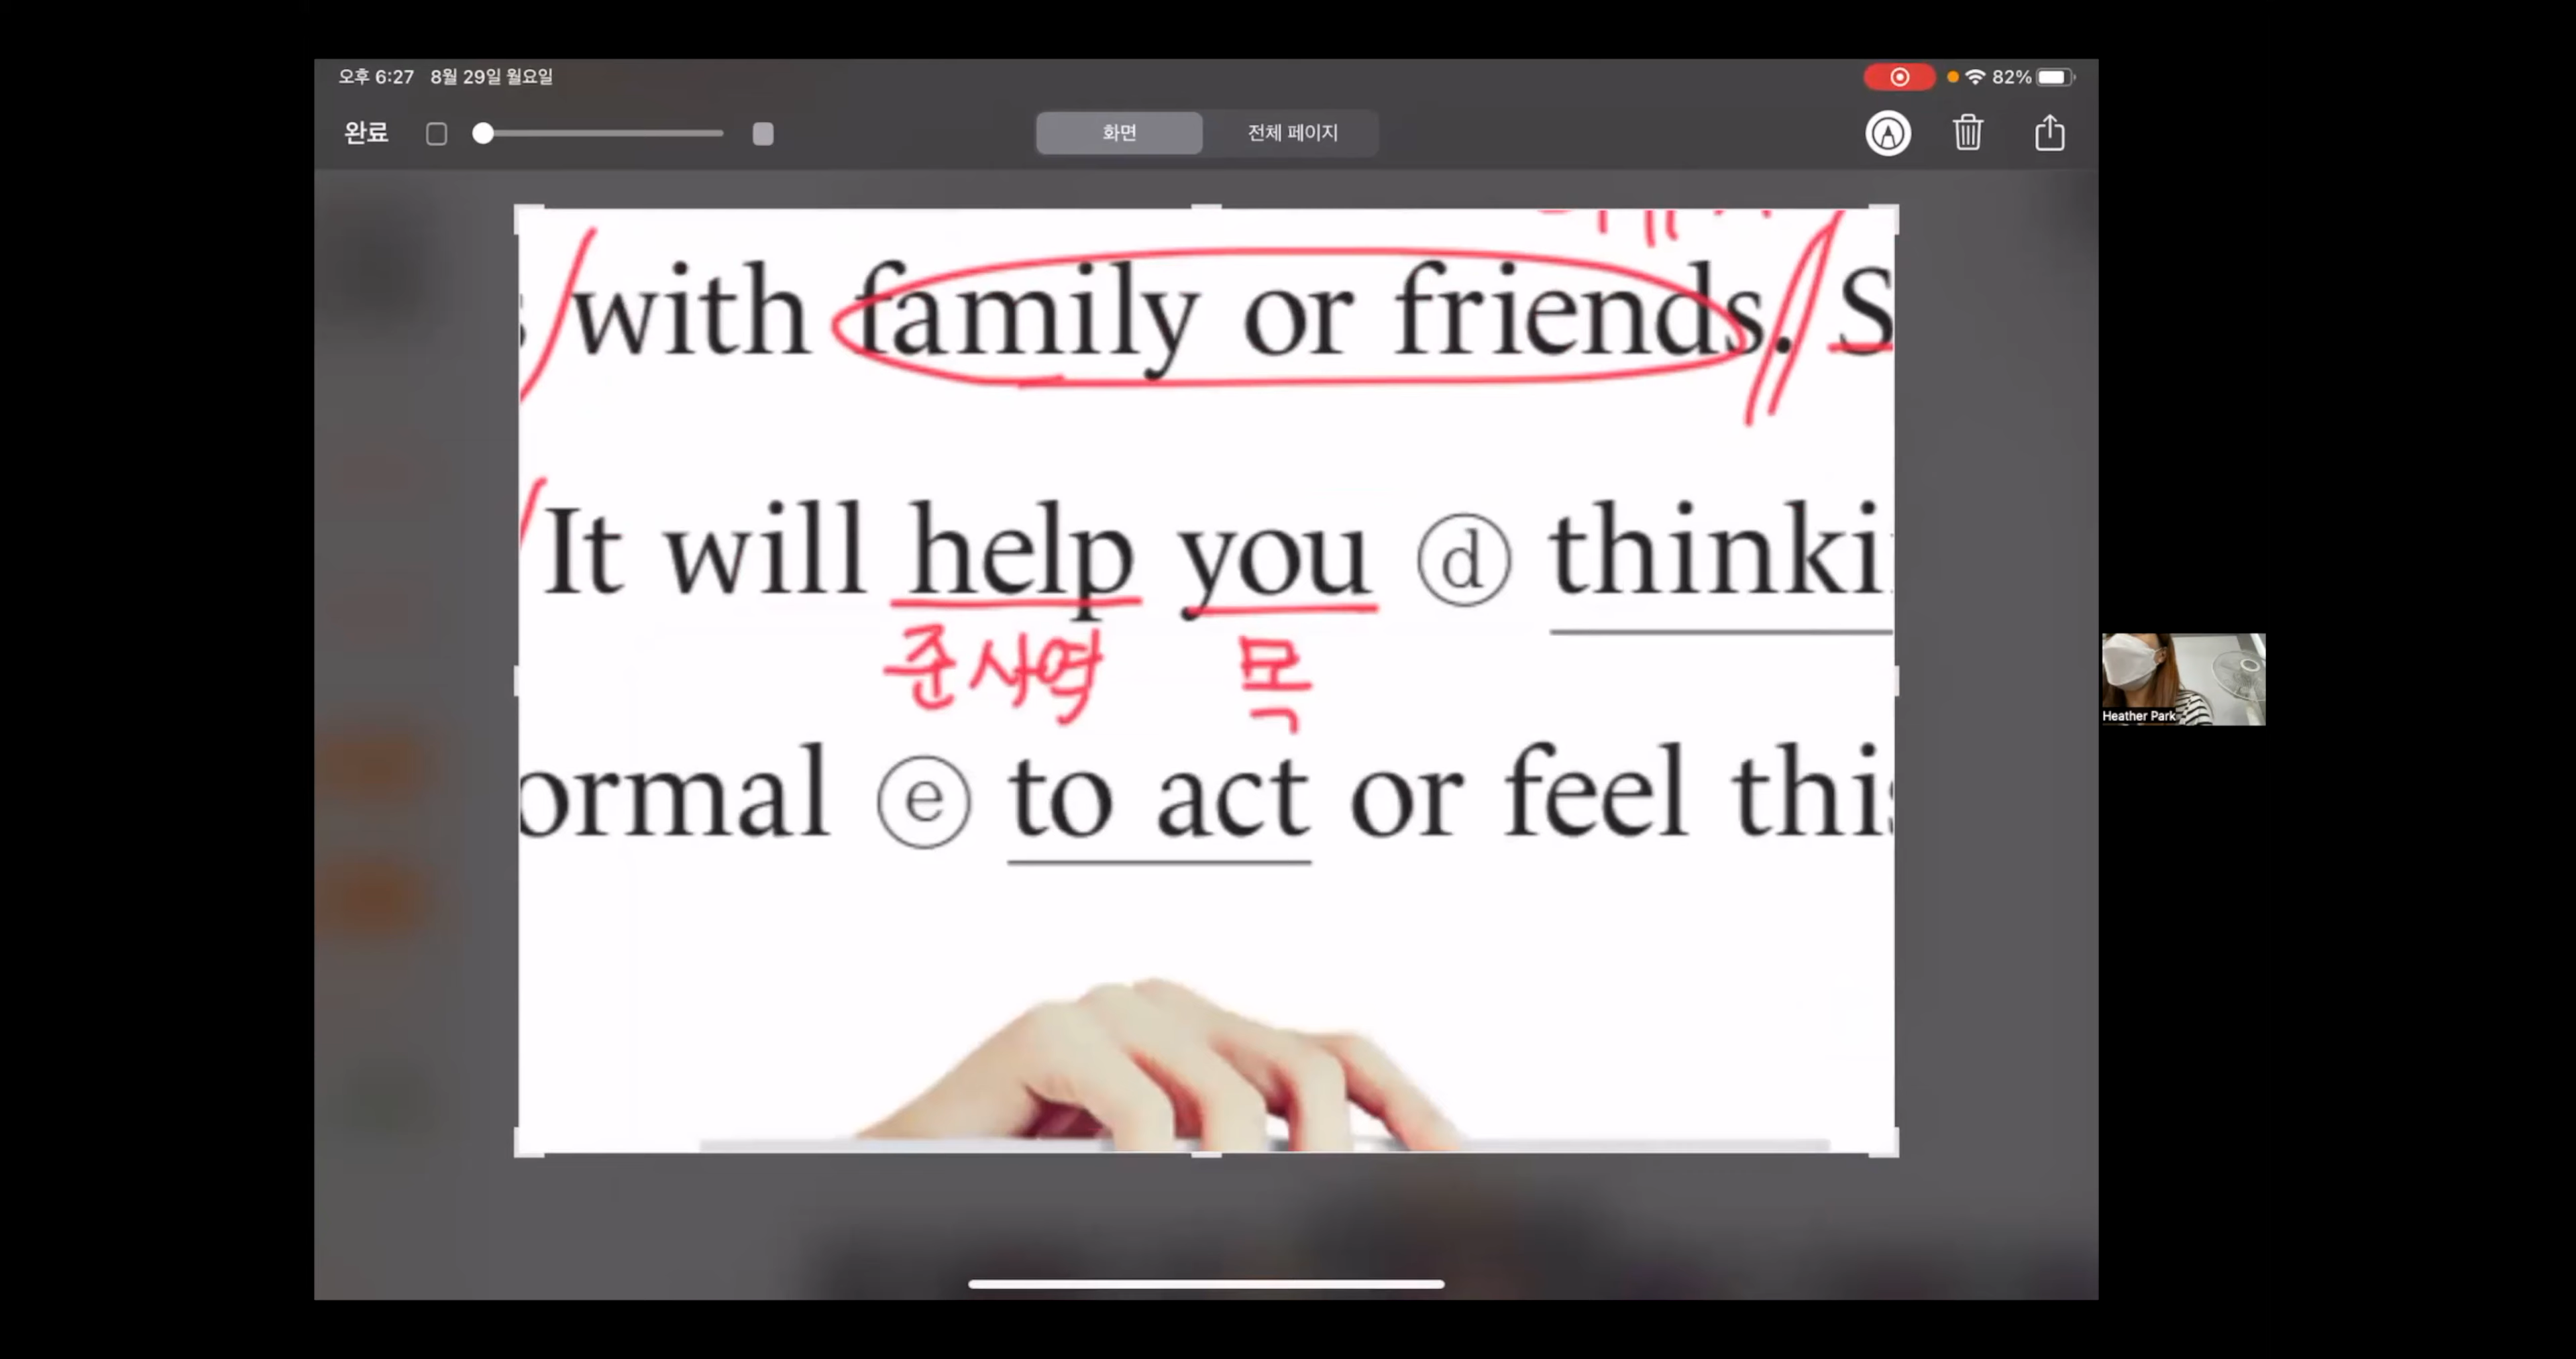 오후 6:27 8월 29일 월요일
82%
완료
화면
전체 페이지
with family or friends. S
It will help you ⓓ thinki
준사역 목
ormal ⓔ to act or feel this
Heather Park